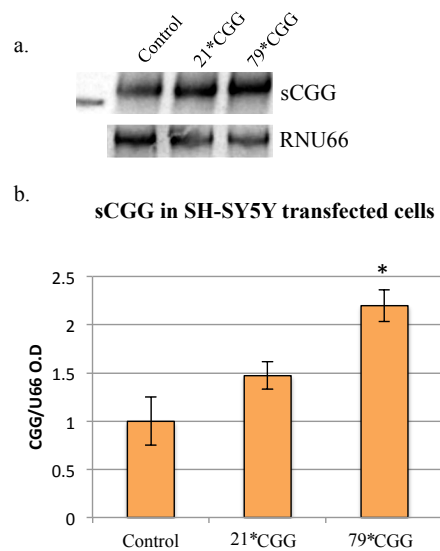 a.
Control 21*CGG 79*CGG
sCGG
RNU66
b.
sCGG in SH-SY5Y transfected cells
*
2.5
2
1.5
1
0.5
0
CGG/U66 O.D
Control 21*CGG 79*CGG